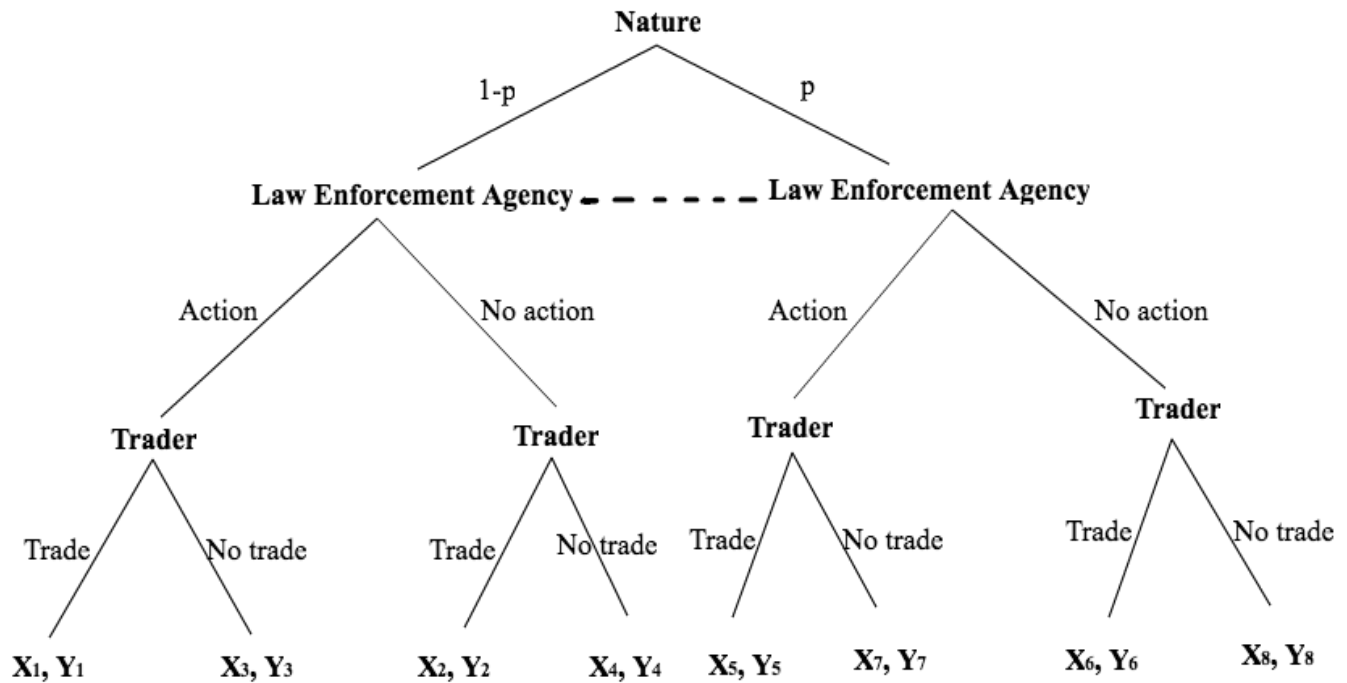 Nature
1-p
p
Law Enforcement Agency
Law Enforcement Agency
Action
No action
Action
No action
Trader
Trader
Trader
Trader
Trade
No trade
Trade
No trade
Trade
No trade
Trade
No trade
X1, Y1
X3, Y3
X2, Y2
X4, Y4
X5, Y5
X7, Y7
X6, Y6
X8, Y8